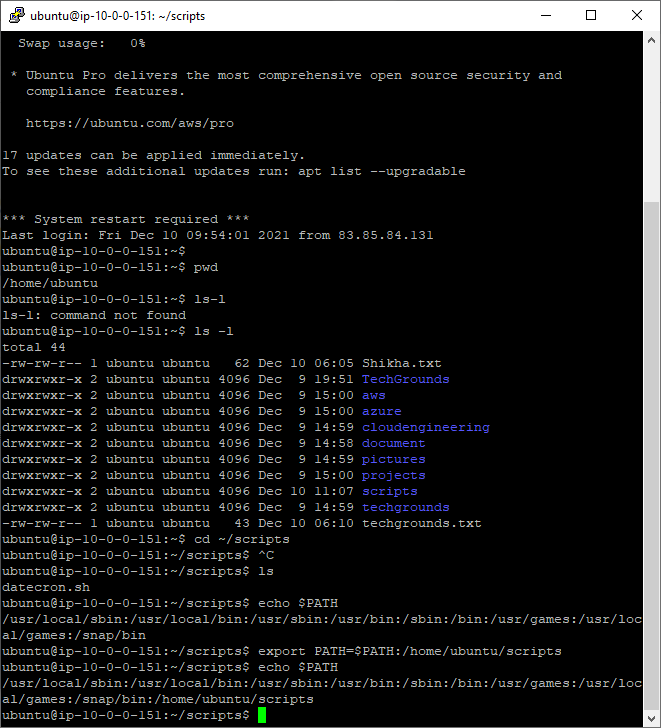 ubuntu@ip-10-0-0-151: ~/scripts
Swap usage:   0%
* Ubuntu Pro delivers the most comprehensive open source security and
compliance features.
https://ubuntu.com/aws/pro
17 updates can be applied immediately.
To see these additional updates run: apt list --upgradable
*** System restart required ***
Last login: Fri Dec 10 09:54:01 2021 from 83.85.84.131
ubuntu@ip-10-0-0-151:~$
ubuntu@ip-10-0-0-151:~$ pwd
/home/ubuntu
ubuntu@ip-10-0-0-151:~$ ls-l
ls-l: command not found
ubuntu@ip-10-0-0-151:~$ ls -l
total 44
-rw-rw-r-- 1 ubuntu ubuntu   62 Dec 10 06:05 Shikha.txt
drwxrwxr-x 2 ubuntu ubuntu 4096 Dec  9 19:51 TechGrounds
drwxrwxr-x 2 ubuntu ubuntu 4096 Dec  9 15:00 aws
drwxrwxr-x 2 ubuntu ubuntu 4096 Dec  9 15:00 azure
drwxrwxr-x 2 ubuntu ubuntu 4096 Dec  9 14:59 cloudengineering
drwxrwxr-x 2 ubuntu ubuntu 4096 Dec  9 14:58 document
drwxrwxr-x 2 ubuntu ubuntu 4096 Dec  9 14:59 pictures
drwxrwxr-x 2 ubuntu ubuntu 4096 Dec  9 15:00 projects
drwxrwxr-x 2 ubuntu ubuntu 4096 Dec 10 11:07 scripts
drwxrwxr-x 2 ubuntu ubuntu 4096 Dec  9 14:59 techgrounds
-rw-rw-r-- 1 ubuntu ubuntu   43 Dec 10 06:10 techgrounds.txt
ubuntu@ip-10-0-0-151:~$ cd ~/scripts
ubuntu@ip-10-0-0-151:~/scripts$ ^C
ubuntu@ip-10-0-0-151:~/scripts$ ls
datecron.sh
ubuntu@ip-10-0-0-151:~/scripts$ echo $PATH
/usr/local/sbin:/usr/local/bin:/usr/sbin:/usr/bin:/sbin:/bin:/usr/games:/usr/loc
al/games:/snap/bin
ubuntu@ip-10-0-0-151:~/scripts$ export PATH=$PATH:/home/ubuntu/scripts
ubuntu@ip-10-0-0-151:~/scripts$ echo $PATH
/usr/local/sbin:/usr/local/bin:/usr/sbin:/usr/bin:/sbin:/bin:/usr/games:/usr/loc
al/games:/snap/bin:/home/ubuntu/scripts
ubuntu@ip-10-0-0-151:~/scripts$